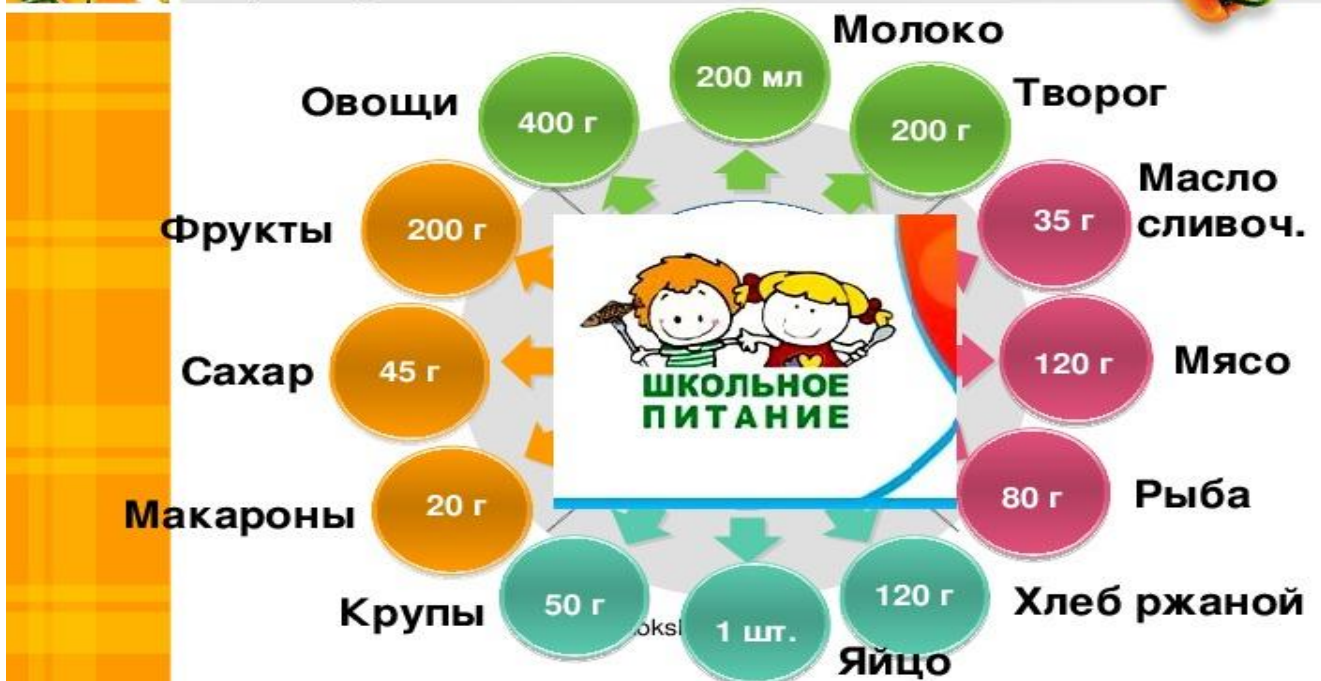 Молоко
200 мл
Творог
200 г
Масло
сливоч.
35 г
Мясо
120 г
Рыба
80 г
Хлеб ржаной
120 г
Яйцо
1 шт.
Крупы
50 г
Макароны
20 г
Сахар
45 г
Фрукты
200 г
Овощи
400 г
ШКОЛЬНОЕ
ПИТАНИЕ